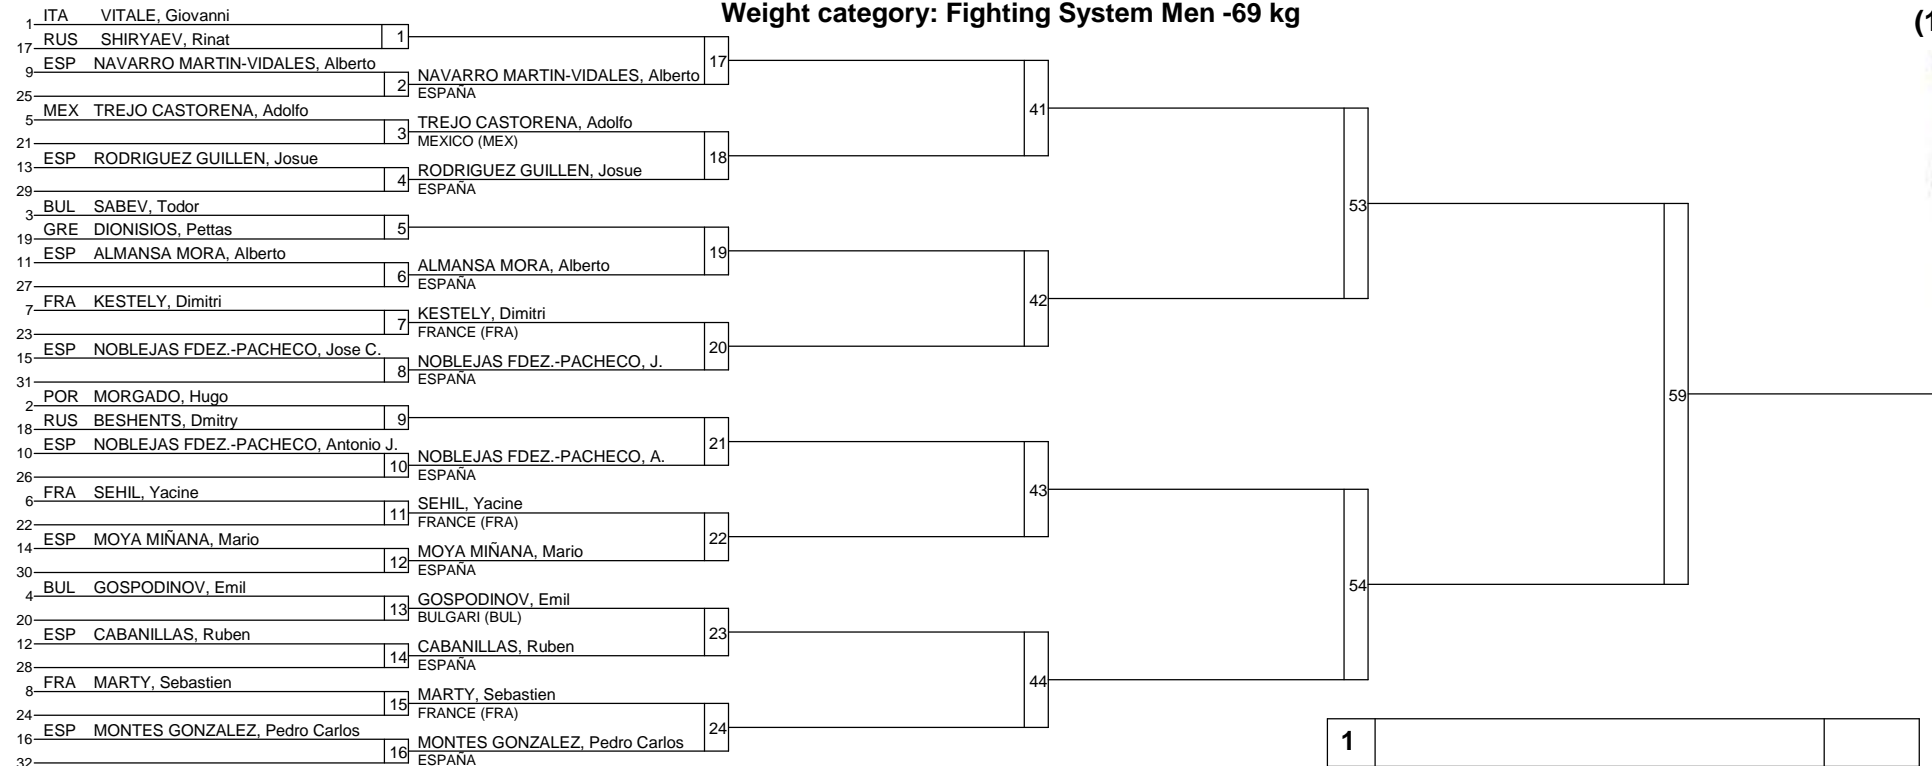 Weight category: Fighting System Men -69 kg
(1
1 ITA VITALE, Giovanni
17 RUS SHIRYAEV, Rinat
1
9 ESP NAVARRO MARTIN-VIDALES, Alberto
25
2
5 MEX TREJO CASTORENA, Adolfo
21
3
13 ESP RODRIGUEZ GUILLEN, Josue
29
4
3 BUL SABEV, Todor
19 GRE DIONISIOS, Pettas
5
11 ESP ALMANSA MORA, Alberto
27
6
7 FRA KESTELY, Dimitri
23
7
15 ESP NOBLEJAS FDEZ.-PACHECO, Jose C.
31
8
2 POR MORGADO, Hugo
18 RUS BESHENTS, Dmitry
9
10 ESP NOBLEJAS FDEZ.-PACHECO, Antonio J.
26
10
6 FRA SEHIL, Yacine
22
11
14 ESP MOYA MIÑANA, Mario
30
12
4 BUL GOSPODINOV, Emil
20
13
12 ESP CABANILLAS, Ruben
28
14
8 FRA MARTY, Sebastien
24
15
16 ESP MONTES GONZALEZ, Pedro Carlos
32
16
NAVARRO MARTIN-VIDALES, Alberto
ESPAÑA
17
TREJO CASTORENA, Adolfo
MEXICO (MEX)
18
RODRIGUEZ GUILLEN, Josue
ESPAÑA
19
ALMANSA MORA, Alberto
ESPAÑA
KESTELY, Dimitri
FRANCE (FRA)
20
NOBLEJAS FDEZ.-PACHECO, J.
ESPAÑA
21
NOBLEJAS FDEZ.-PACHECO, A.
ESPAÑA
SEHIL, Yacine
FRANCE (FRA)
22
MOYA MIÑANA, Mario
ESPAÑA
GOSPODINOV, Emil
BULGARI (BUL)
23
CABANILLAS, Ruben
ESPAÑA
MARTY, Sebastien
FRANCE (FRA)
24
MONTES GONZALEZ, Pedro Carlos
ESPAÑA
41
42
43
44
53
54
59
1